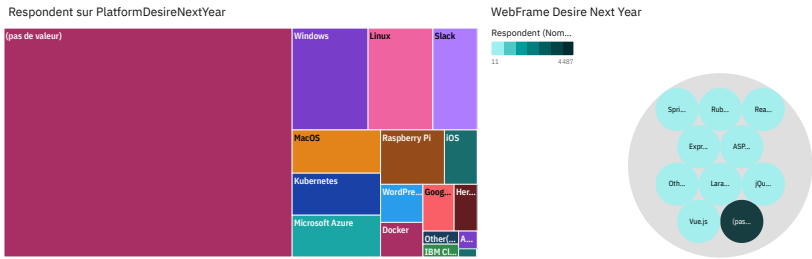 Respondent sur PlatformDesireNextYear
(pas de valeur)
Windows
Linux
Slack
MacOS
Raspberry Pi
iOS
Kubernetes
WordPre...
Goog...
Her...
Microsoft Azure
Docker
Other(...
A...
IBM Cl...
WebFrame Desire Next Year
Respondent (Nom...
11 4487
Spri...
Rub...
Rea...
Expr...
ASP...
Oth...
Lara...
jQu...
Vue.js
(pas...